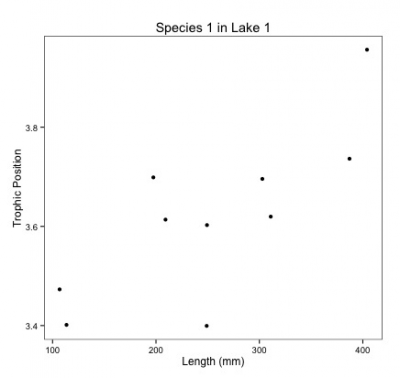 Species 1 in Lake 1
Trophic Position
3.8
3.6
3.4
100 200 300 400
Length (mm)